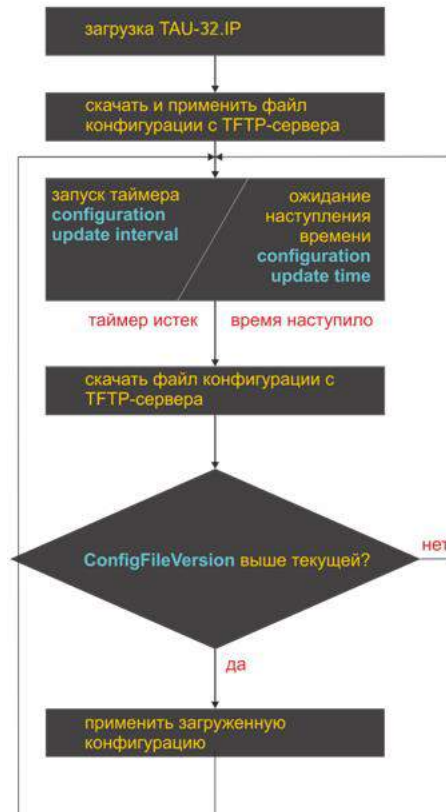 загрузка TAU-32.IP
скачать и применить файл
конфигурации с TFTP-сервера
запуск таймера
configuration
update interval
ожидание
наступления
времени
configuration
update time
таймер истек
время наступило
скачать файл конфигурации с
TFTP-сервера
ConfigFileVersion выше текущей?
нет
да
применить загруженную
конфигурацию